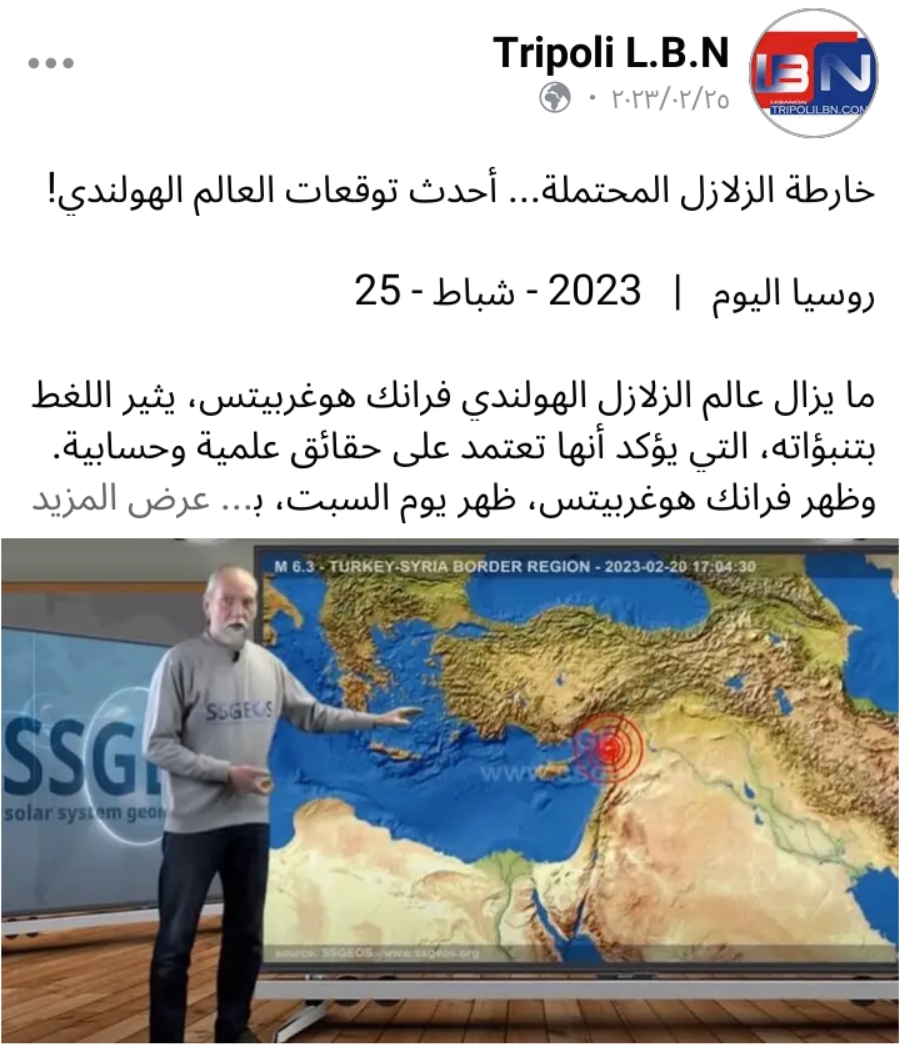 Tripoli L.B.N
٢٠٢٣/٠٢/٢٥
LBN
LEBANON
TRIPOLILBN.COM
خارطة الزلازل المحتملة... أحدث توقعات العالم الهولندي!
روسيا اليوم | 2023 - شباط - 25
ما يزال عالم الزلازل الهولندي فرانك هوغربيتس، يثير اللغط
بتنبؤاته، التي يؤكد أنها تعتمد على حقائق علمية وحسابية.
وظهر فرانك هوغربيتس، ظهر يوم السبت، بـ... عرض المزيد
M 6.3 - TURKEY-SYRIA BORDER REGION - 2023-02-20 17:04:30
SSGEOS
SSG
solar system geom
source: SSGEOS - www.ssgeos.org